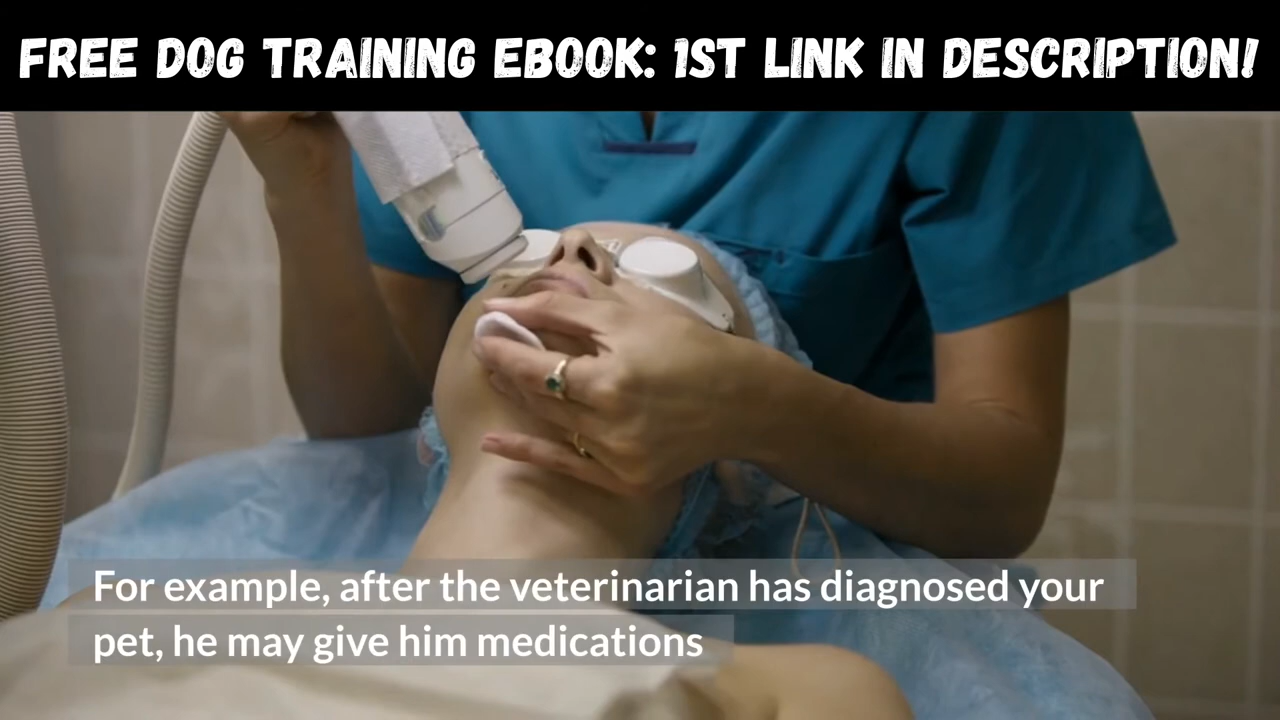 FREE DOG TRAINING EBOOK: 1ST LINK IN DESCRIPTION!
For example, after the veterinarian has diagnosed your
pet, he may give him medications